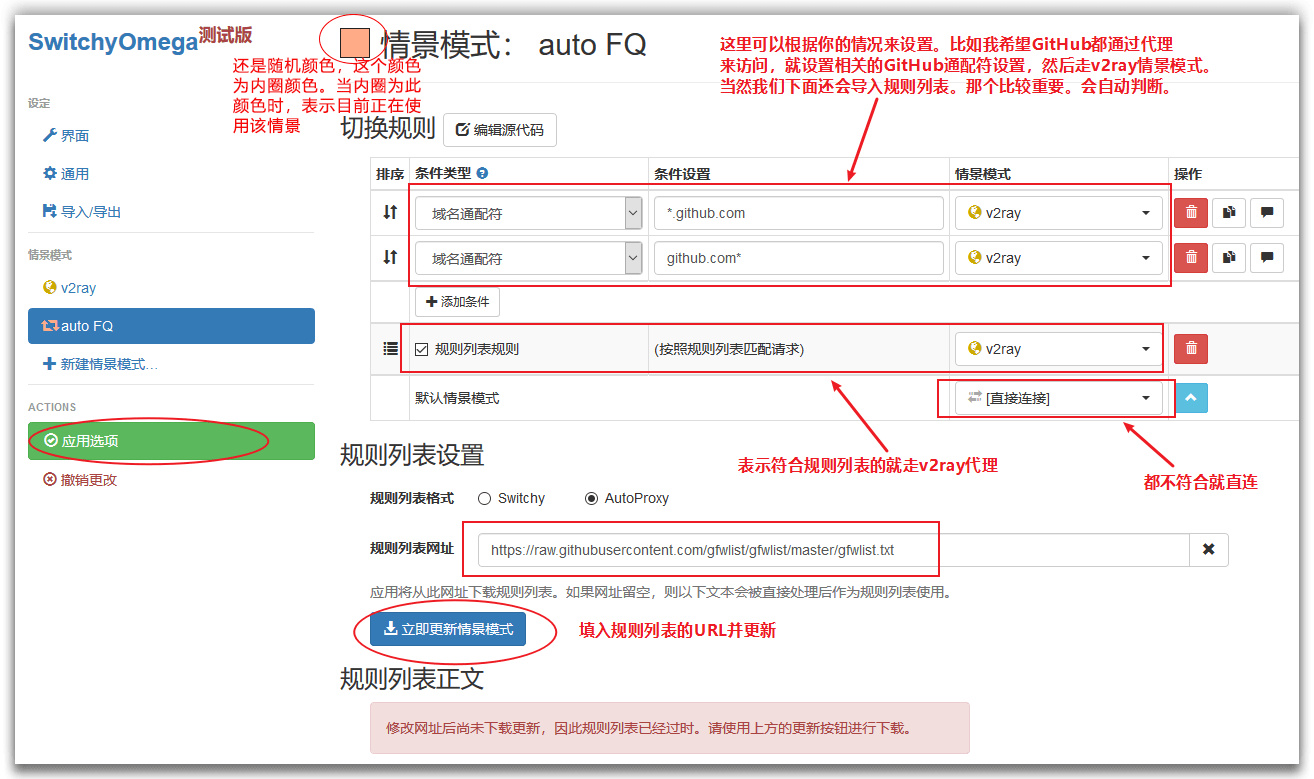 SwitchyOmega测试版
情景模式： auto FQ
还是随机颜色，这个颜色
为内圈颜色。当内圈为此
颜色时，表示目前正在使
用该情景
这里可以根据你的情况来设置。比如我希望GitHub都通过代理
来访问，就设置相关的GitHub通配符设置，然后走v2ray情景模式。
当然我们下面还会导入规则列表。那个比较重要。会自动判断。
设定
界面
通用
导入/导出
情景模式
v2ray
auto FQ
新建情景模式…
ACTIONS
应用选项
撤销更改
切换规则 编辑源代码
排序 条件类型 条件设置 情景模式 操作
域名通配符 *.github.com v2ray
域名通配符 github.com* v2ray
添加条件
规则列表规则 (按照规则列表匹配请求) v2ray
默认情景模式 [直接连接]
表示符合规则列表的就走v2ray代理
都不符合就直连
规则列表设置
规则列表格式 Switchy AutoProxy
规则列表网址 https://raw.githubusercontent.com/gfwlist/gfwlist/master/gfwlist.txt
应用将从此网址下载规则列表。如果网址留空，则以下文本会被直接处理后作为规则列表使用。
立即更新情景模式 填入规则列表的URL并更新
规则列表正文
修改网址后尚未下载更新，因此规则列表已经过时。请使用上方的更新按钮进行下载。